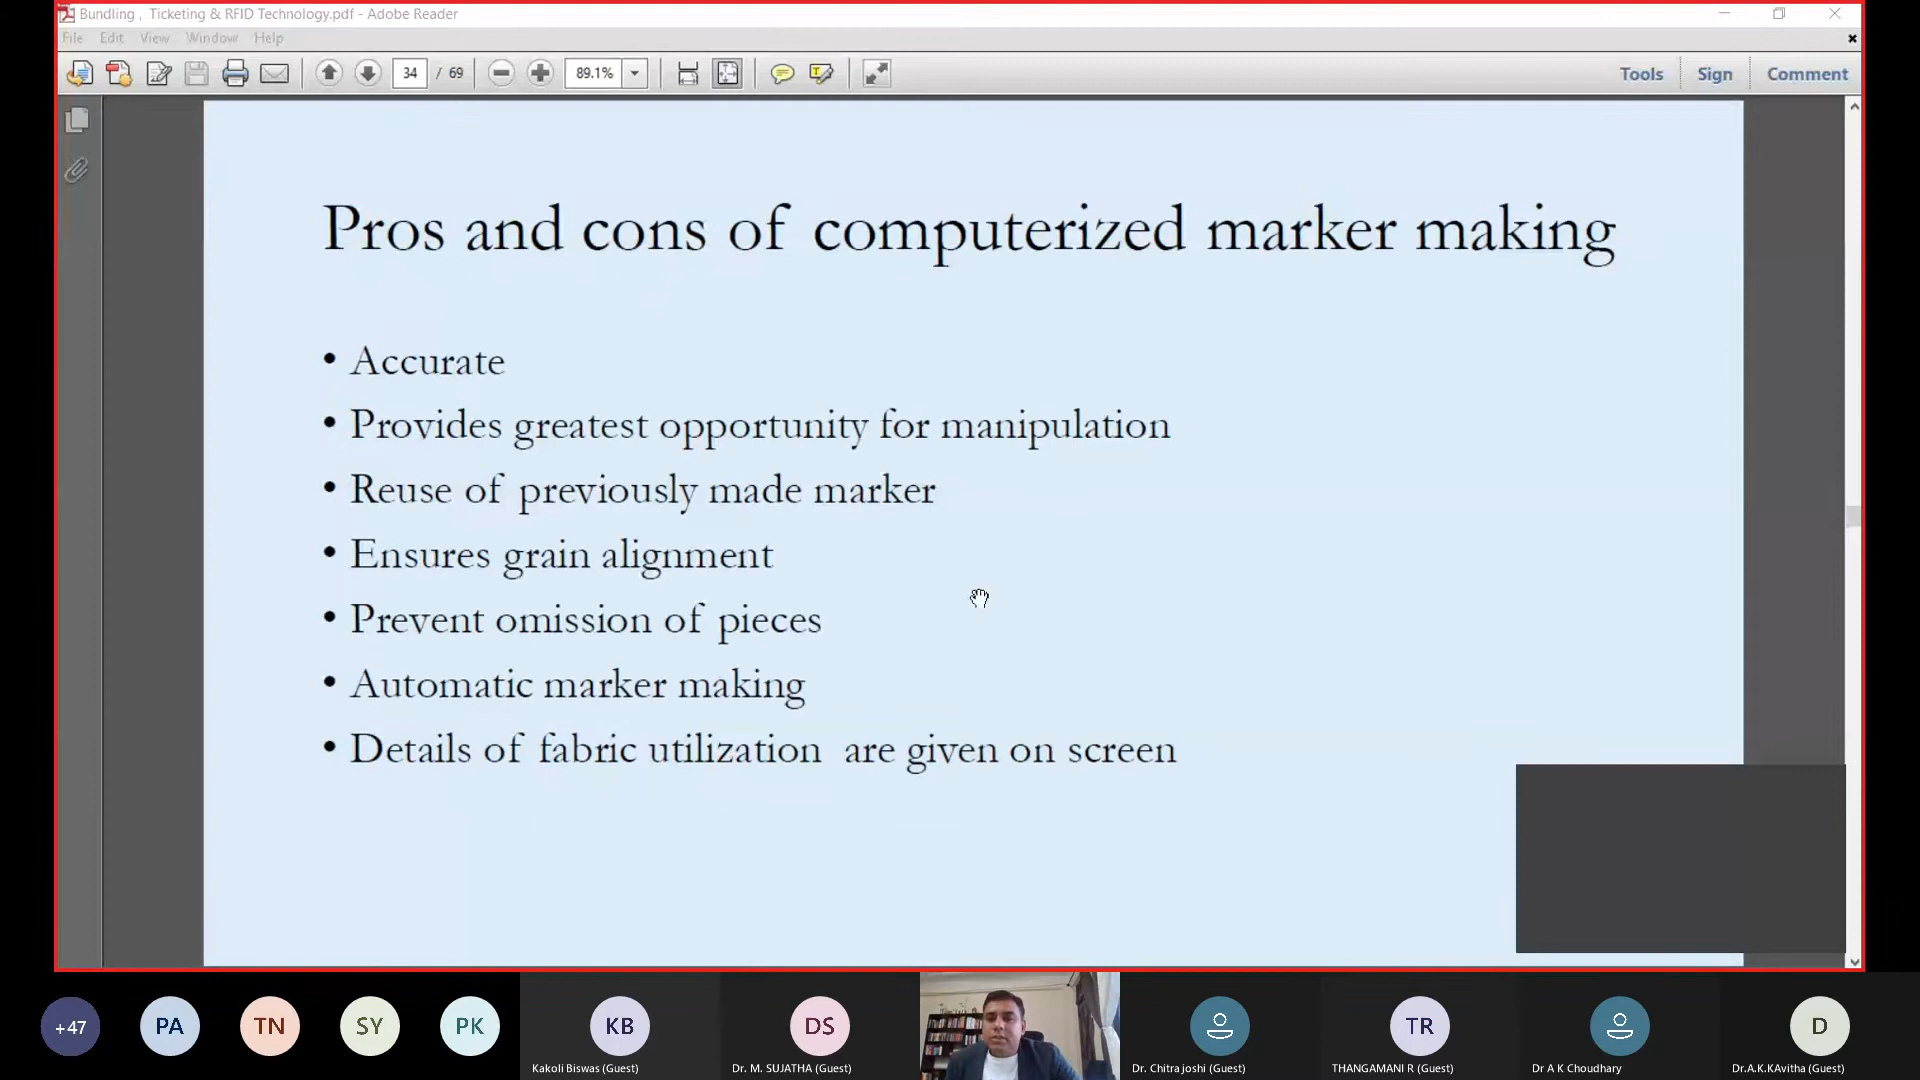 Bundling , Ticketing & RFID Technology.pdf - Adobe Reader
File Edit View Window Help
34 / 69 89.1% Tools Sign Comment
Pros and cons of computerized marker making
• Accurate
• Provides greatest opportunity for manipulation
• Reuse of previously made marker
• Ensures grain alignment
• Prevent omission of pieces
• Automatic marker making
• Details of fabric utilization are given on screen
+47 PA TN SY PK KB DS TR D
Kakoli Biswas (Guest) Dr. M. SUJATHA (Guest) Dr. Chitra joshi (Guest) THANGAMANI R (Guest) Dr A K Choudhary Dr.A.K.KAvitha (Guest)